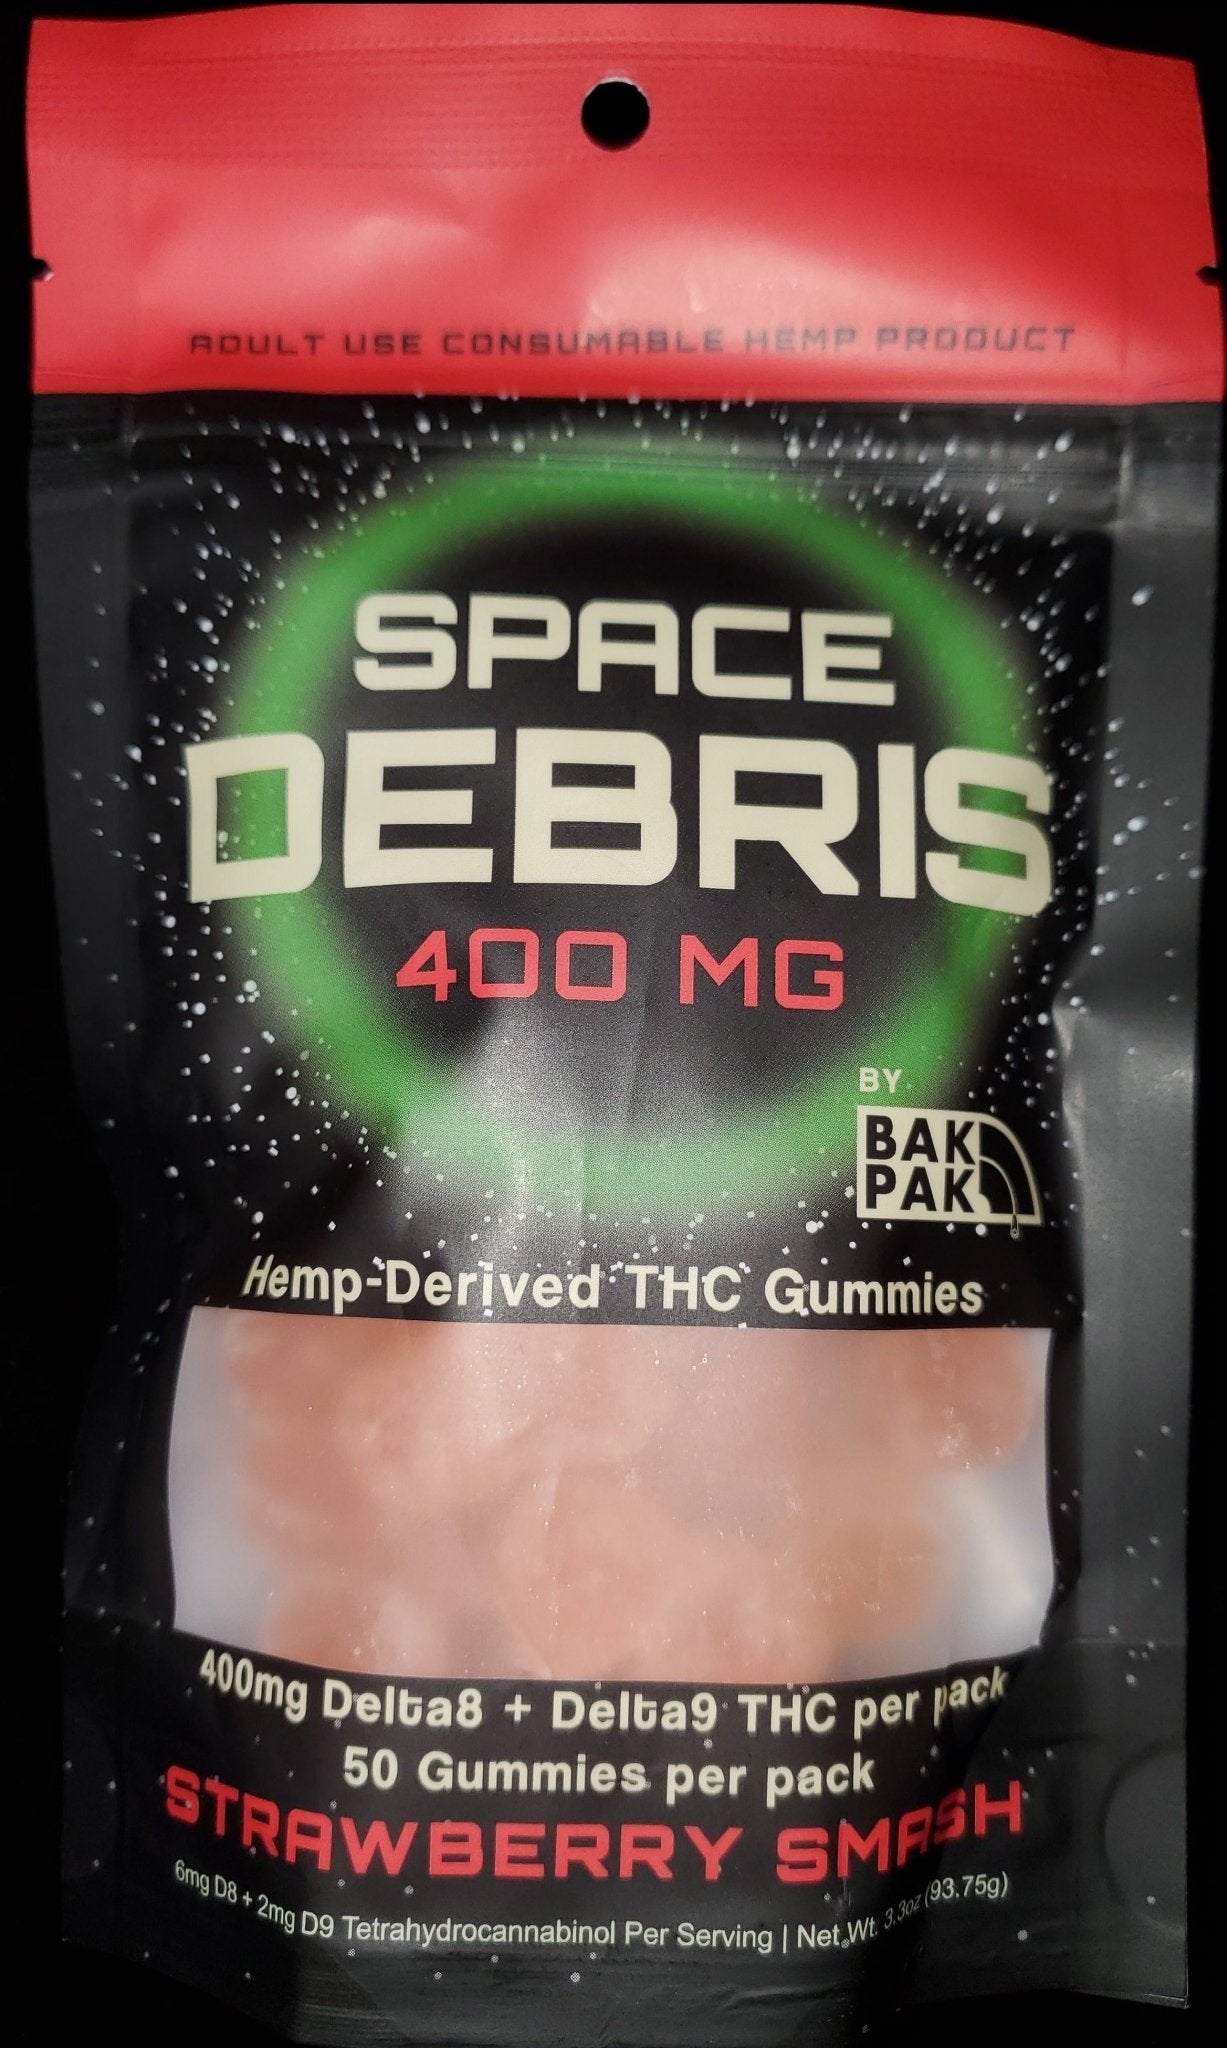 ADULT USE CONSUMABLE HEMP PRODUCT
SPACE
DEBRIS
400 MG
BY
BAK
PAK
Hemp-Derived THC Gummies
400mg Delta8 + Delta9 THC per pack
50 Gummies per pack
STRAWBERRY SMASH
6mg D8 + 2mg D9 Tetrahydrocannabinol Per Serving | Net Wt. 3.3oz (93.75g)